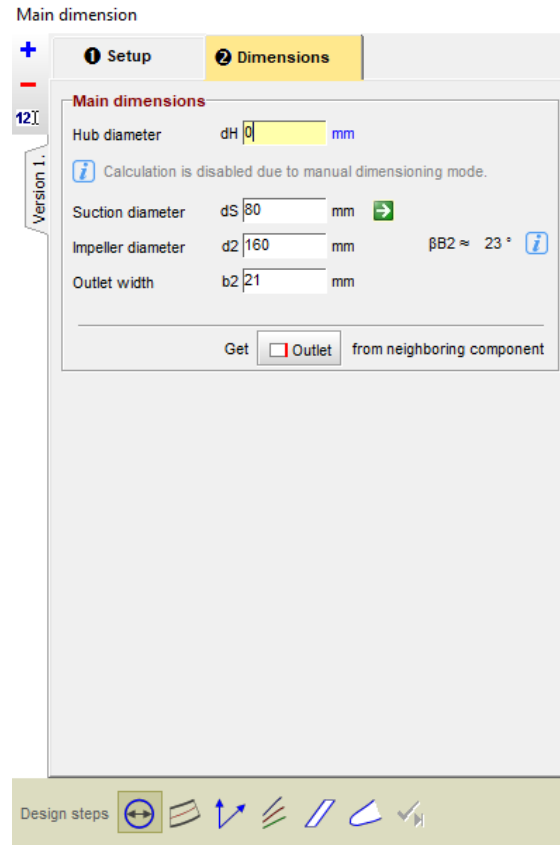 Main dimension
❶ Setup
❷ Dimensions
12
Version 1.
Main dimensions
Hub diameter dH 0 mm
i Calculation is disabled due to manual dimensioning mode.
Suction diameter dS 80 mm
Impeller diameter d2 160 mm βB2 ≈ 23 ° i
Outlet width b2 21 mm
Get Outlet from neighboring component
Design steps